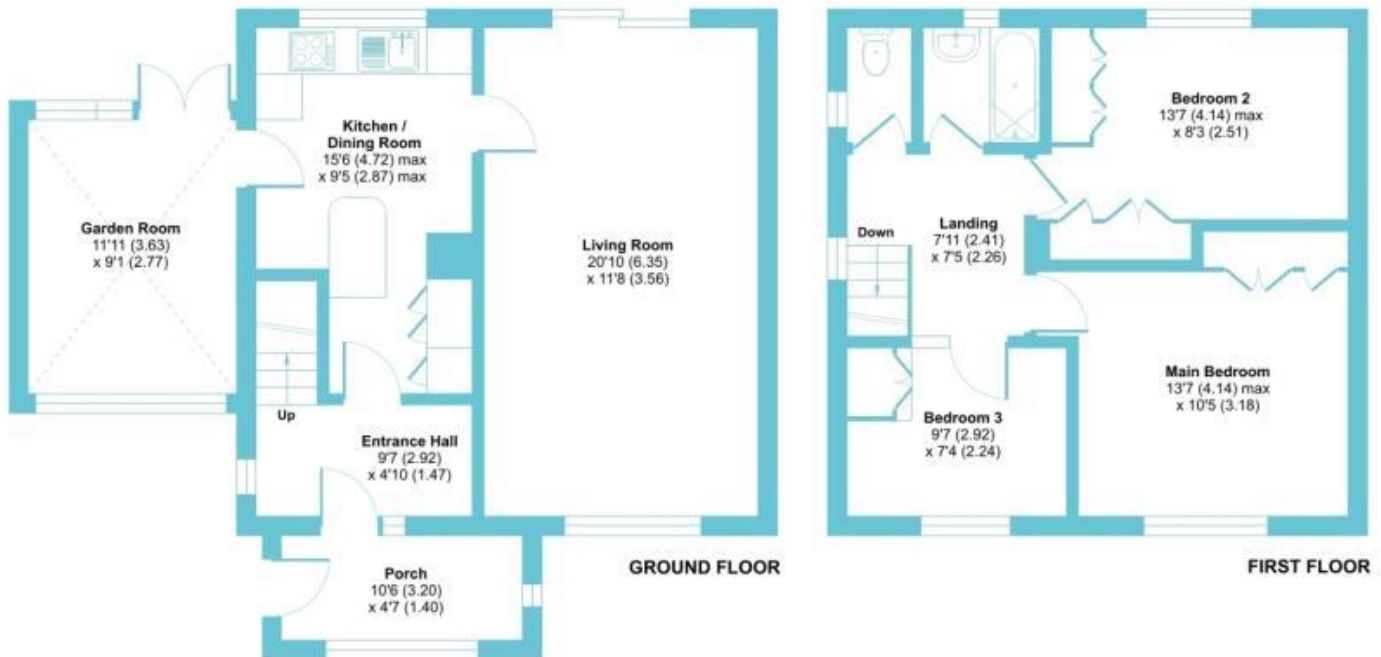 Kitchen /
Dining Room
15'6 (4.72) max
x 9'5 (2.87) max
Garden Room
11'11 (3.63)
x 9'1 (2.77)
Living Room
20'10 (6.35)
x 11'8 (3.56)
Up
Entrance Hall
9'7 (2.92)
x 4'10 (1.47)
Porch
10'6 (3.20)
x 4'7 (1.40)
GROUND FLOOR
Bedroom 2
13'7 (4.14) max
x 8'3 (2.51)
Landing
7'11 (2.41)
x 7'5 (2.26)
Down
Main Bedroom
13'7 (4.14) max
x 10'5 (3.18)
Bedroom 3
9'7 (2.92)
x 7'4 (2.24)
FIRST FLOOR